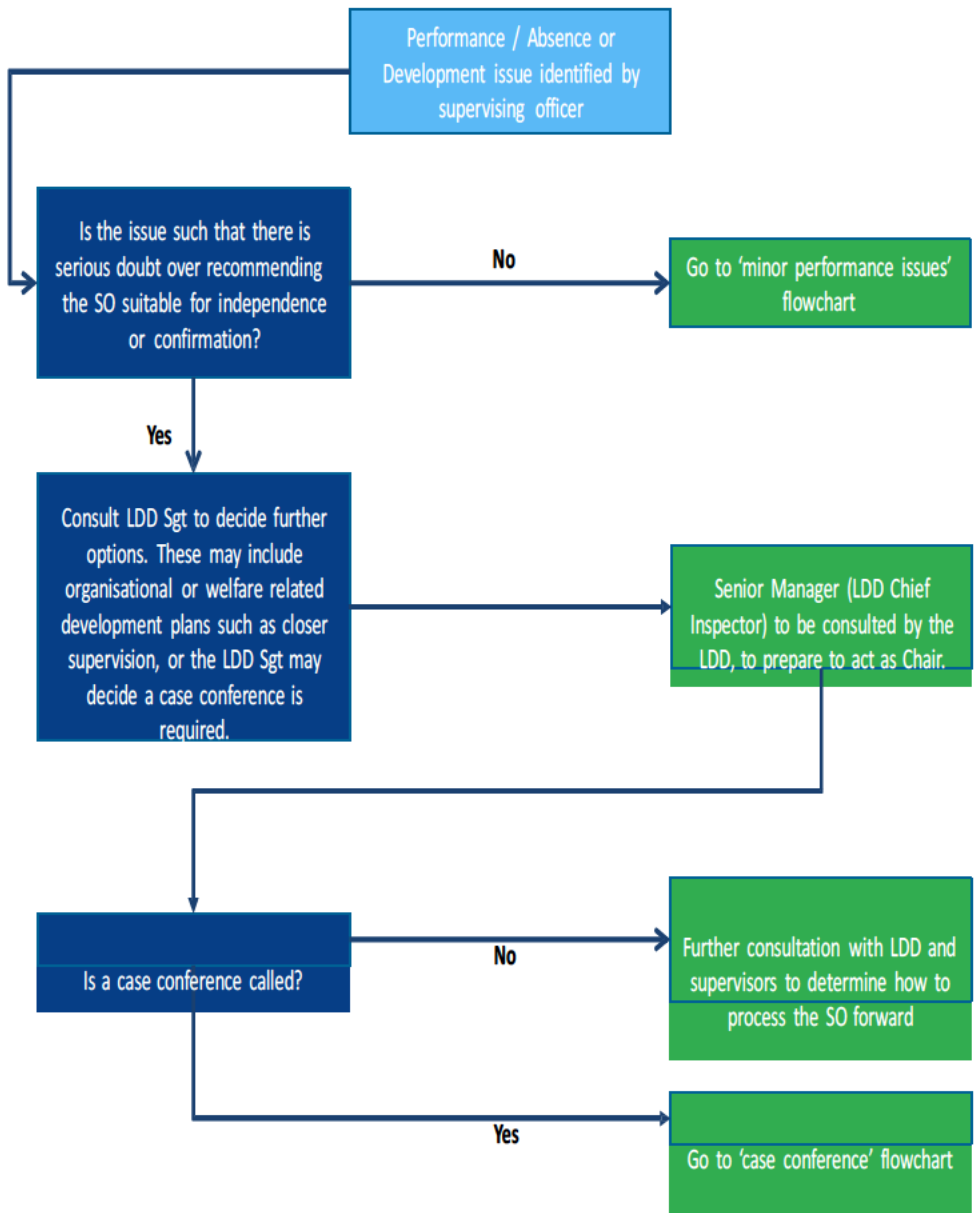 Performance / Absence or
Development issue identified by
supervising officer
Is the issue such that there is
serious doubt over recommending
the SO suitable for independence
or confirmation?
No
Go to ‘minor performance issues’
flowchart
Yes
Consult LDD Sgt to decide further
options. These may include
organisational or welfare related
development plans such as closer
supervision, or the LDD Sgt may
decide a case conference is
required.
Senior Manager (LDD Chief
Inspector) to be consulted by the
LDD, to prepare to act as Chair.
Is a case conference called?
No
Further consultation with LDD and
supervisors to determine how to
process the SO forward
Yes
Go to ‘case conference’ flowchart